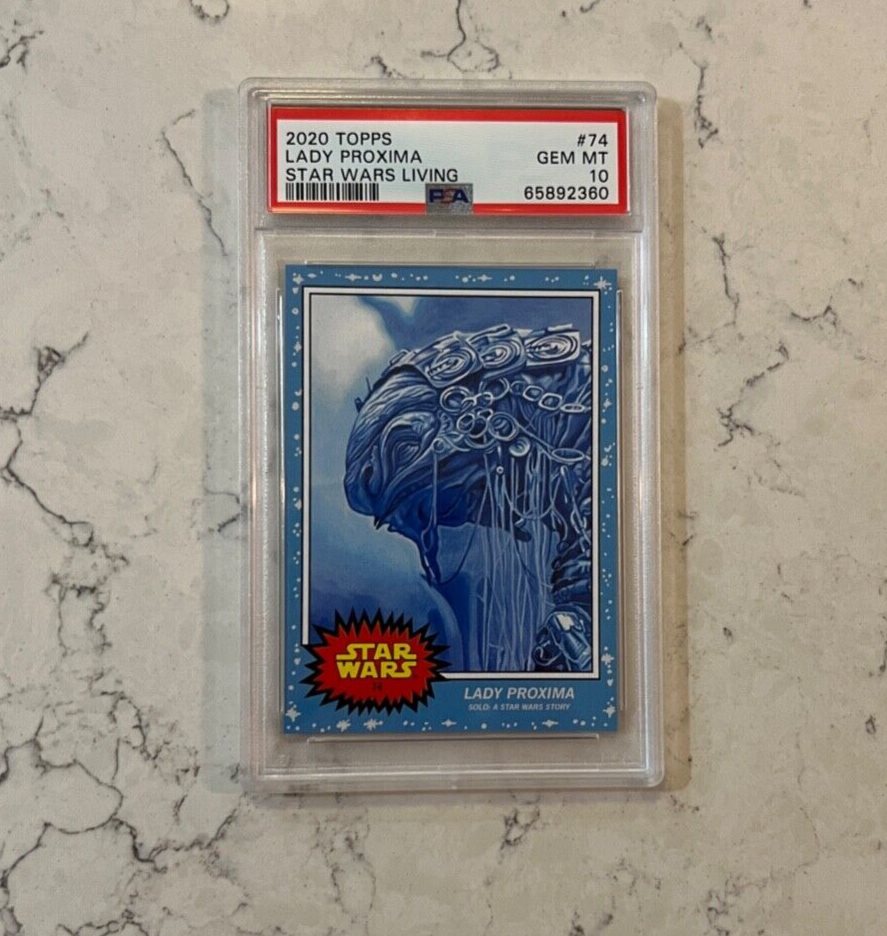 2020 TOPPS #74
LADY PROXIMA GEM MT
STAR WARS LIVING 10
PSA 65892360
STAR
WARS
74
LADY PROXIMA
SOLO: A STAR WARS STORY